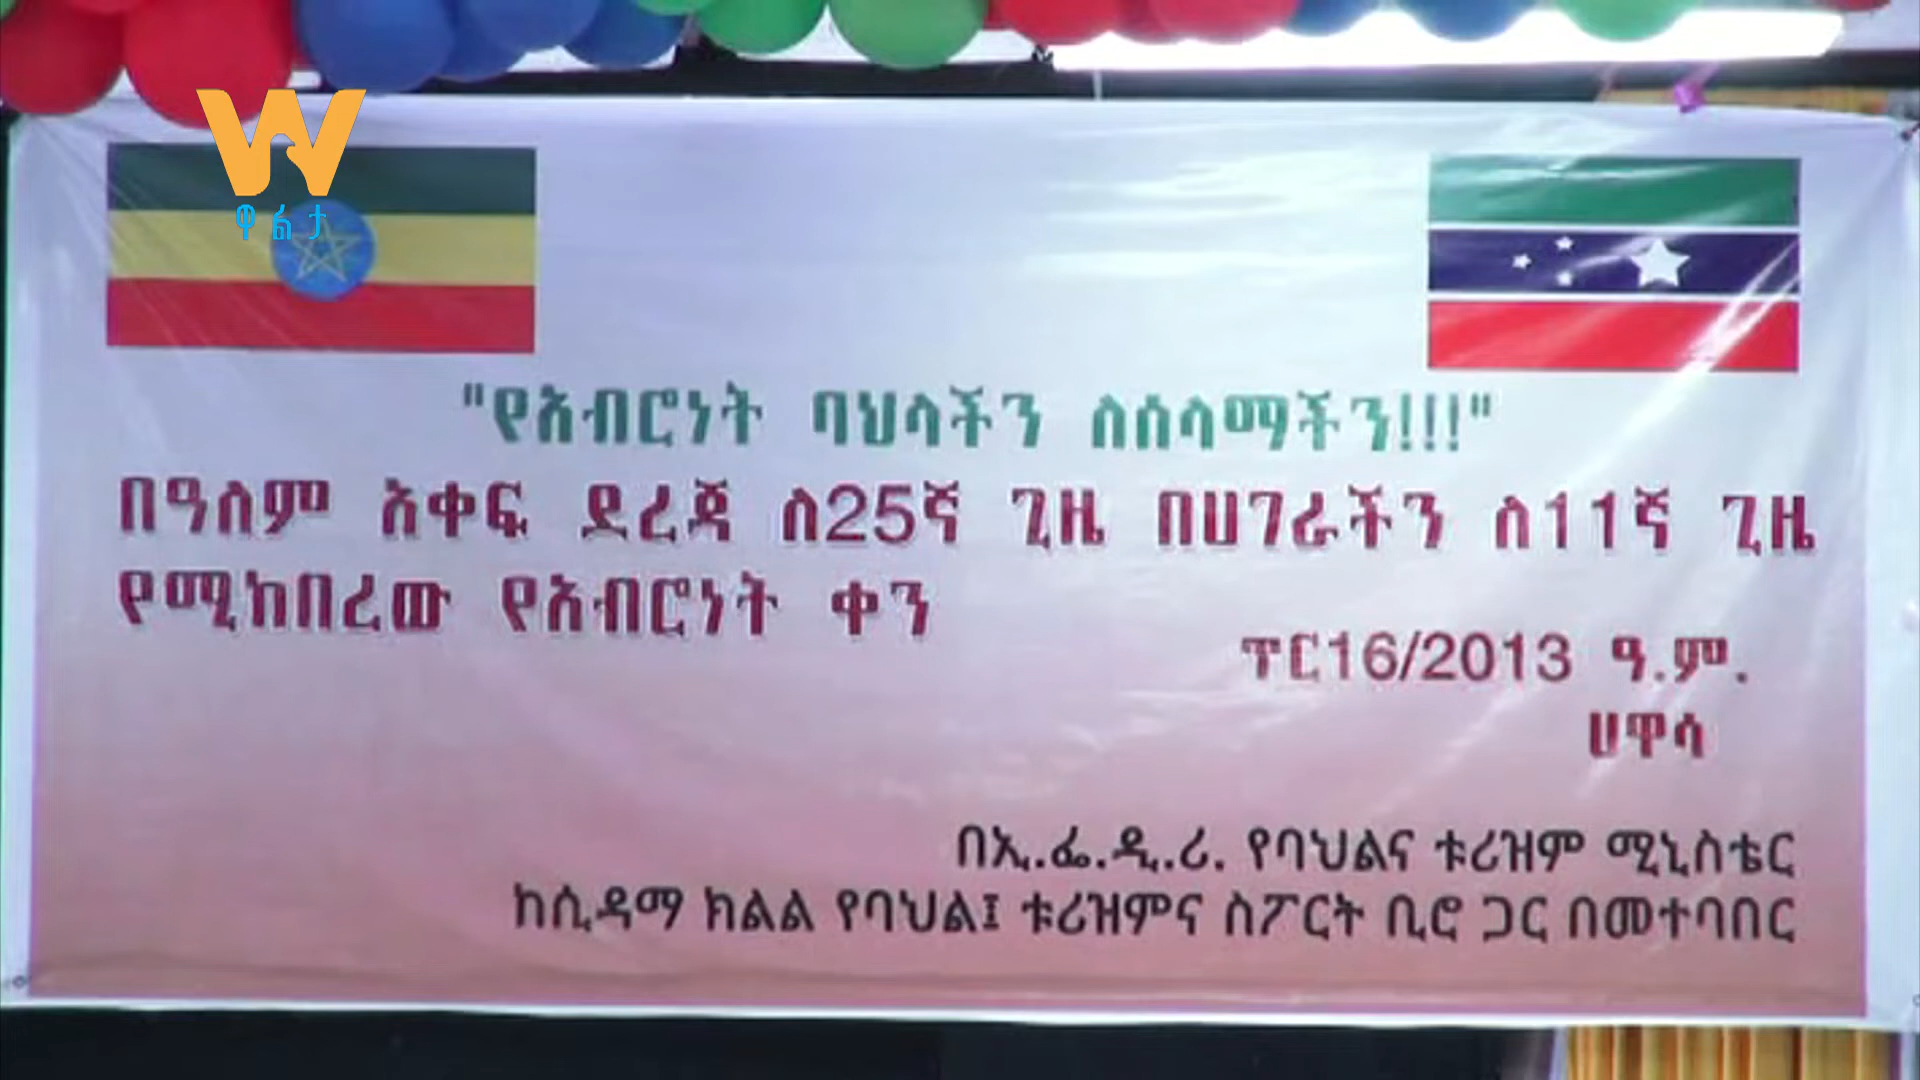 ዋልታ
"የአብሮነት ባህላችን ለሰላማችን!!!"
በዓለም አቀፍ ደረጃ ለ25ኛ ጊዜ በሀገራችን ለ11ኛ ጊዜ
የሚከበረው የአብሮነት ቀን
ጥር16/2013 ዓ.ም.
ሀዋሳ
በኢ.ፌ.ዲ.ሪ. የባህልና ቱሪዝም ሚኒስቴር
ከሲዳማ ክልል የባህል፤ ቱሪዝምና ስፖርት ቢሮ ጋር በመተባበር